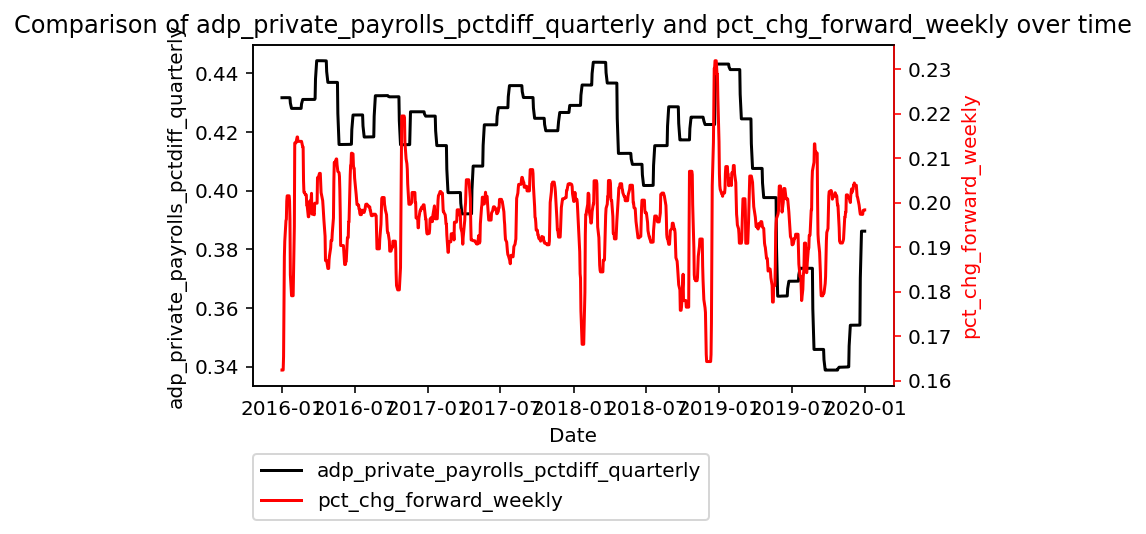 Comparison of adp_private_payrolls_pctdiff_quarterly and pct_chg_forward_weekly over time
adp_private_payrolls_pctdiff_quarterly
0.44
0.42
0.40
0.38
0.36
0.34
0.23
0.22
0.21
0.20
0.19
0.18
0.17
0.16
pct_chg_forward_weekly
2016-01 2016-07 2017-01 2017-07 2018-01 2018-07 2019-01 2019-07 2020-01
Date
adp_private_payrolls_pctdiff_quarterly
pct_chg_forward_weekly